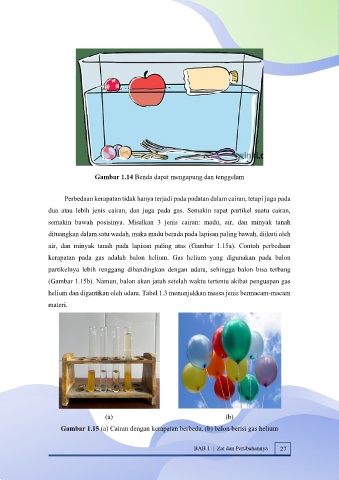 Gambar 1.14 Benda dapat mengapung dan tenggelam
Perbedaan kerapatan tidak hanya terjadi pada padatan dalam cairan, tetapi juga pada
dua atau lebih jenis cairan, dan juga pada gas. Semakin rapat partikel suatu cairan,
semakin bawah posisinya. Misalkan 3 jenis cairan: madu, air, dan minyak tanah
dituangkan dalam satu wadah, maka madu berada pada lapisan paling bawah, diikuti oleh
air, dan minyak tanah pada lapisan paling atas (Gambar 1.15a). Contoh perbedaan
kerapatan pada gas adalah balon helium. Gas helium yang digunakan pada balon
partikelnya lebih renggang dibandingkan dengan udara, sehingga balon bisa terbang
(Gambar 1.15b). Namun, balon akan jatuh setelah waktu tertentu akibat penguapan gas
helium dan digantikan oleh udara. Tabel 1.3 menunjukkan massa jenis bermacam-macam
materi.
(a) (b)
Gambar 1.15 (a) Cairan dengan kerapatan berbeda, (b) balon berisi gas helium
BAB 1 | Zat dan Perubahannya 27